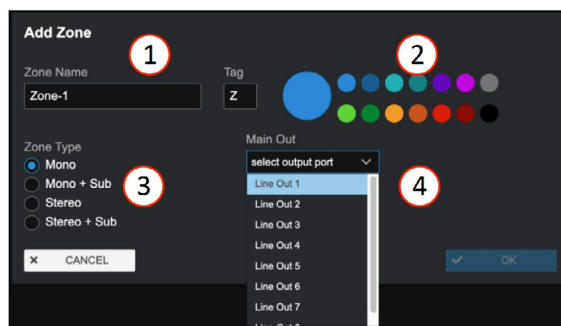 Add Zone
1
2
Zone Name
Tag
Zone-1
Z
Zone Type
Main Out
Mono
select output port
Mono + Sub
3
Line Out 1
4
Stereo
Line Out 2
Stereo + Sub
Line Out 3
Line Out 4
× CANCEL
Line Out 5
OK
Line Out 6
Line Out 7